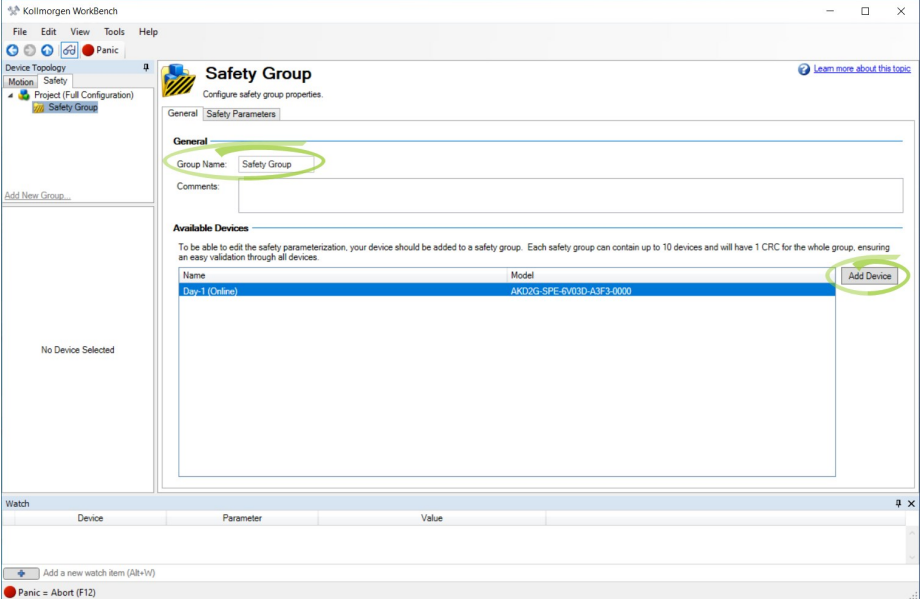 Kollmorgen WorkBench
File Edit View Tools Help
Panic
Device Topology
Motion Safety
Project (Full Configuration)
Safety Group
Add New Group...
No Device Selected
Safety Group
Configure safety group properties.
Learn more about this topic
General Safety Parameters
General
Group Name: Safety Group
Comments:
Available Devices
To be able to edit the safety parameterization, your device should be added to a safety group. Each safety group can contain up to 10 devices and will have 1 CRC for the whole group, ensuring
an easy validation through all devices.
Name Model
Day-1 (Online) AKD2G-SPE-6V03D-A3F3-0000
Add Device
Watch
Device Parameter Value
Add a new watch item (Alt+W)
Panic = Abort (F12)